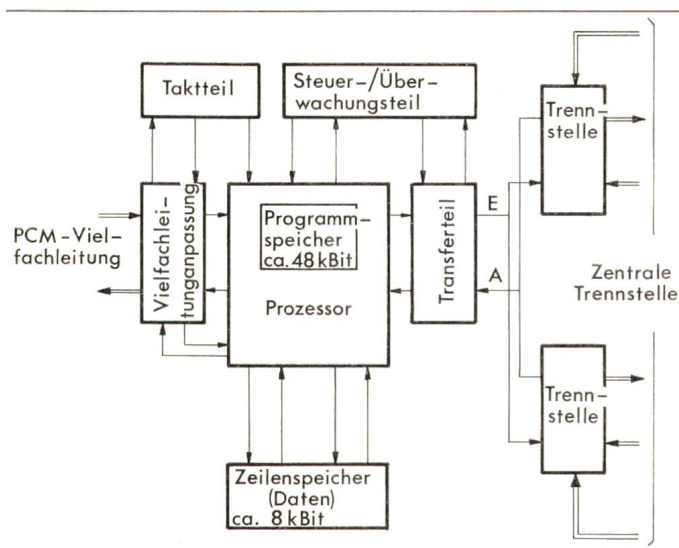 Taktteil
Steuer-/Über-
wachungsteil
Trenn-
stelle
PCM-Viel-
fachleitung
Vielfachlei-
tunganpassung
Programm-
speicher
ca. 48 kBit
Prozessor
Transferteil
E
A
Zentrale
Trennstelle
Trenn-
stelle
Zeilenspeicher
(Daten)
ca. 8 kBit